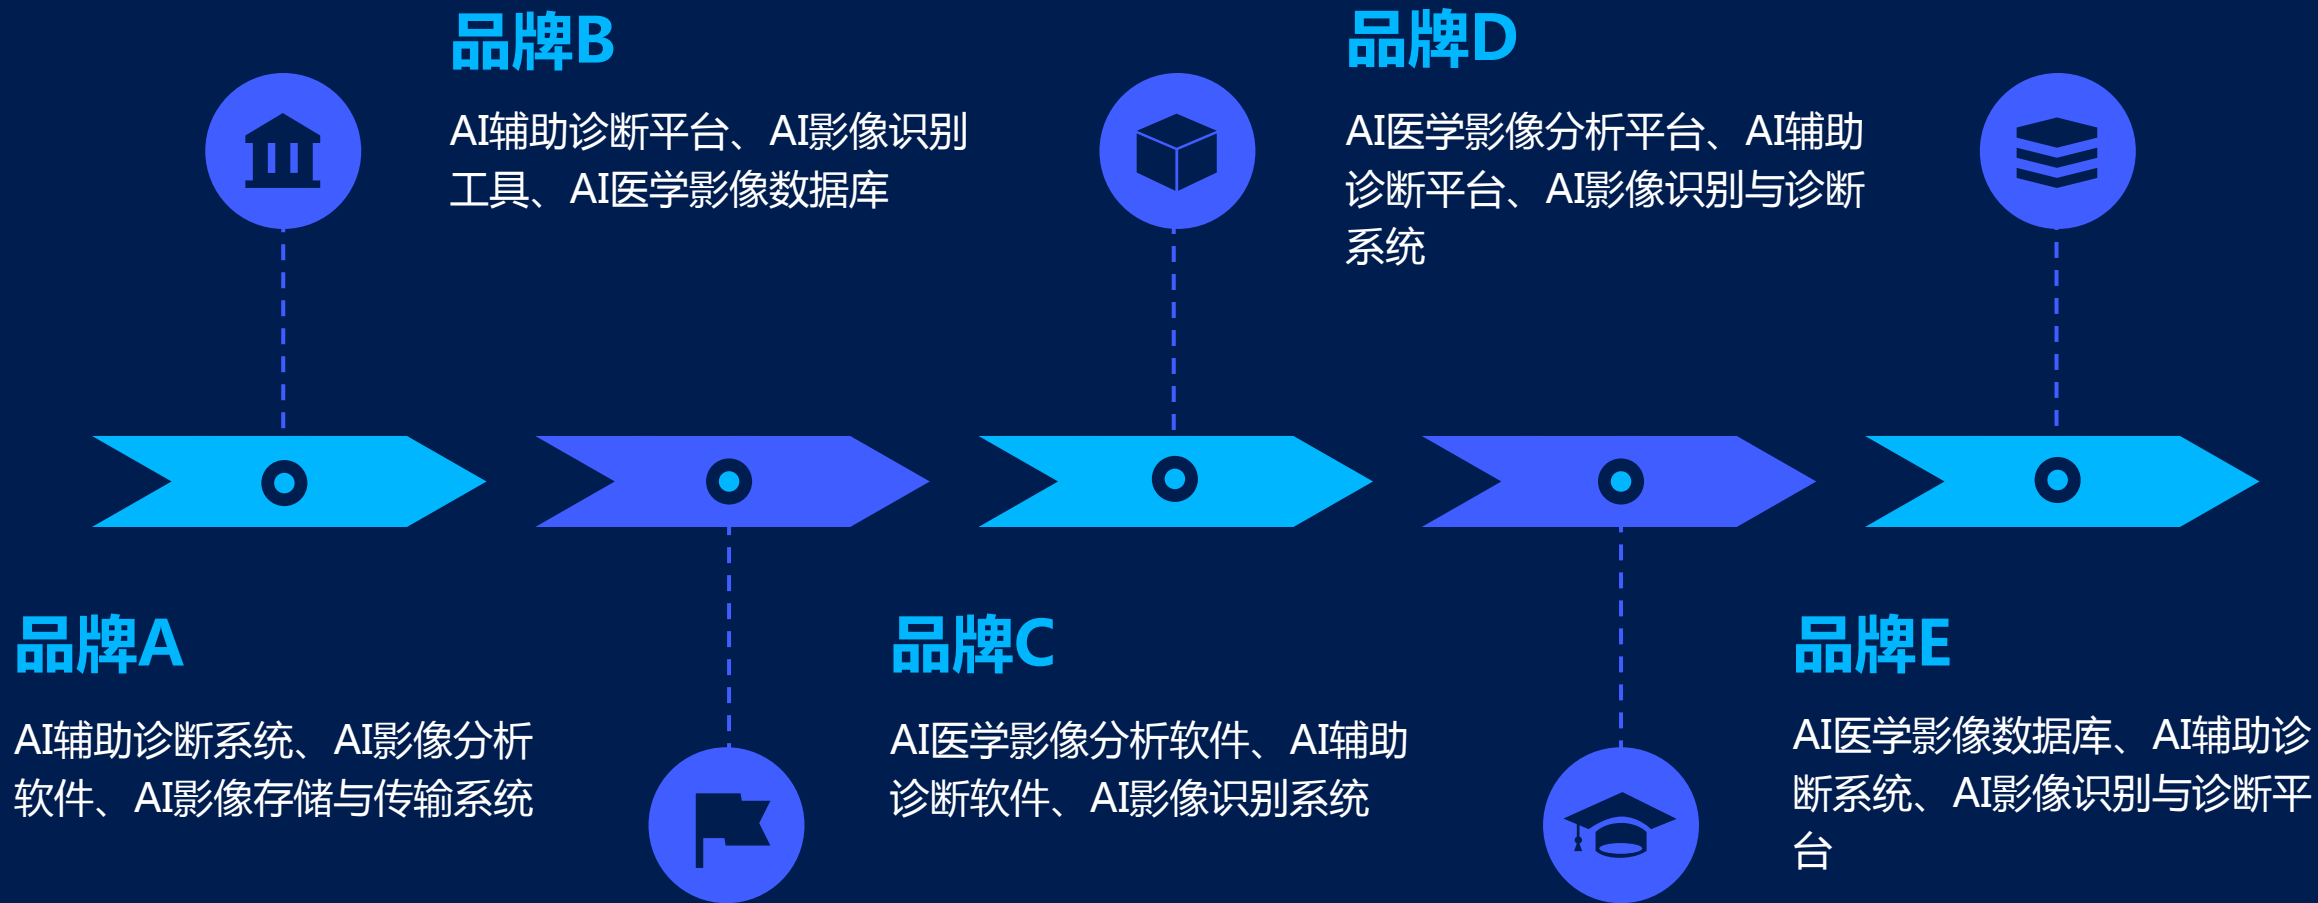 品牌B
AI辅助诊断平台、AI影像识别
工具、AI医学影像数据库
品牌D
AI医学影像分析平台、AI辅助
诊断平台、AI影像识别与诊断
系统
品牌A
AI辅助诊断系统、AI影像分析
软件、AI影像存储与传输系统
品牌C
AI医学影像分析软件、AI辅助
诊断软件、AI影像识别系统
品牌E
AI医学影像数据库、AI辅助诊
断系统、AI影像识别与诊断平
台